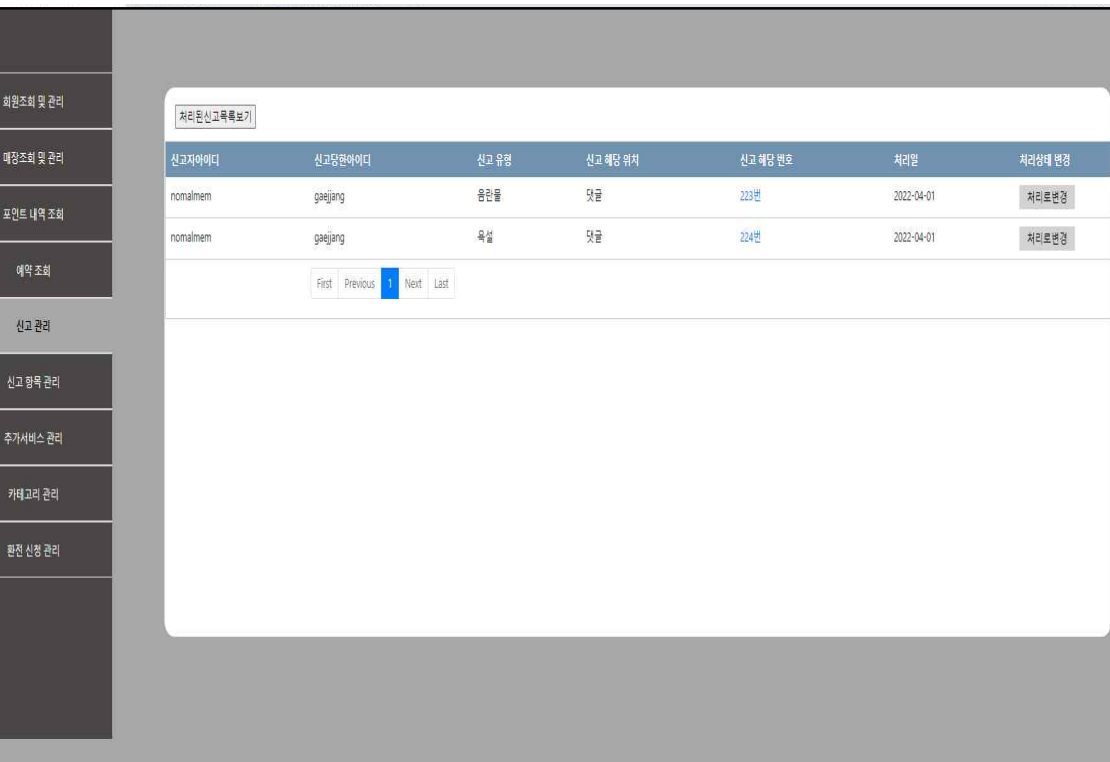 회원조회 및 관리
매장조회 및 관리
포인트 내역 조회
예약 조회
신고 관리
신고 항목 관리
추가서비스 관리
카테고리 관리
환전 신청 관리
처리된신고목록보기
신고자아이디 신고당한아이디 신고 유형 신고 해당 위치 신고 해당 번호 처리일 처리상태 변경
nomalmem gaejjang 음란물 댓글 223번 2022-04-01 처리로변경
nomalmem gaejjang 욕설 댓글 224번 2022-04-01 처리로변경
First Previous 1 Next Last